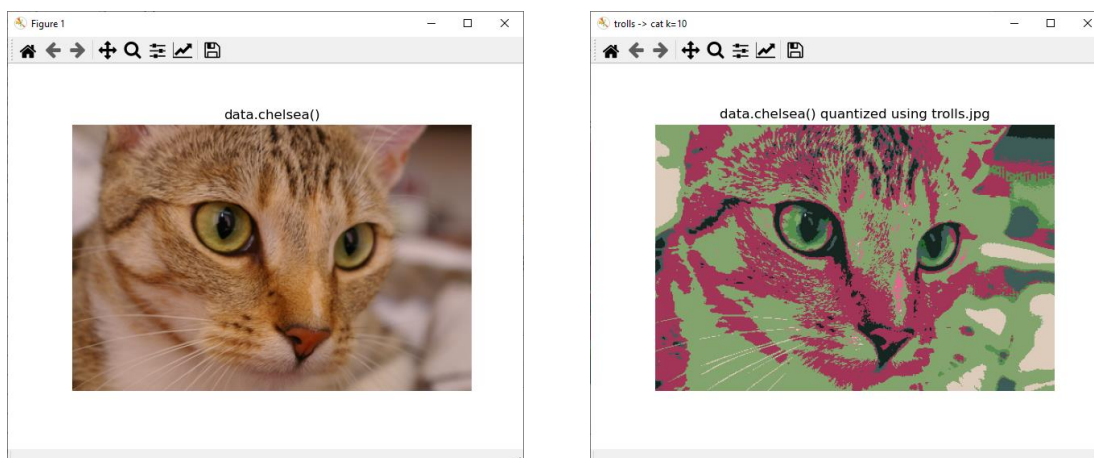 Figure 1
data.chelsea()
trolls -> cat k=10
data.chelsea() quantized using trolls.jpg